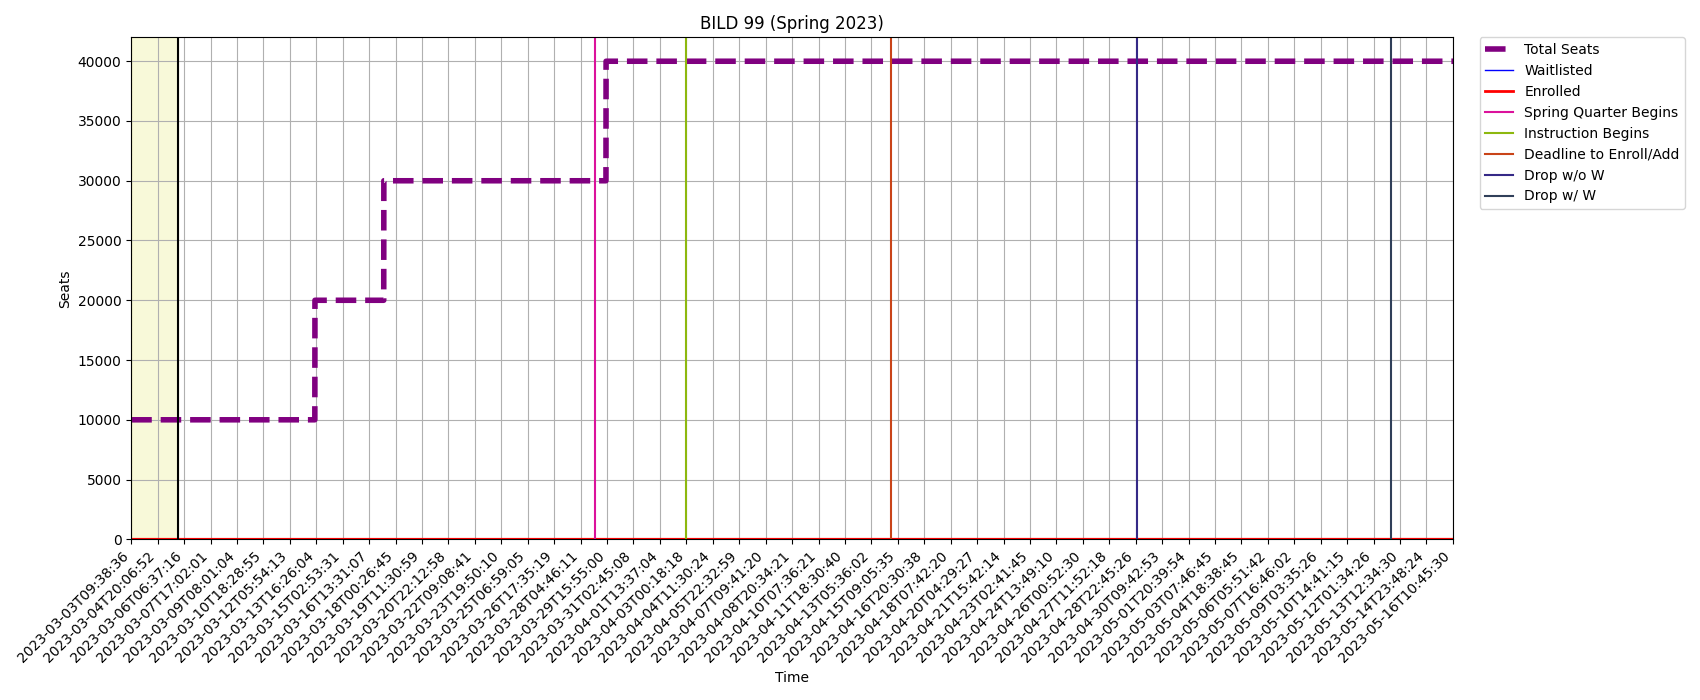 BILD 99 (Spring 2023)
Total Seats
Waitlisted
Enrolled
Spring Quarter Begins
Instruction Begins
Deadline to Enroll/Add
Drop w/o W
Drop w/ W
Seats
40000
35000
30000
25000
20000
15000
10000
5000
0
2023-03-03T09:38:36
2023-03-04T20:06:52
2023-03-06T06:37:16
2023-03-07T17:02:01
2023-03-09T08:01:04
2023-03-10T18:28:55
2023-03-12T05:54:13
2023-03-13T16:26:04
2023-03-15T02:53:31
2023-03-16T13:31:07
2023-03-18T00:26:45
2023-03-19T11:30:59
2023-03-20T22:12:58
2023-03-22T09:08:41
2023-03-23T19:50:10
2023-03-25T06:59:05
2023-03-26T17:35:19
2023-03-28T04:46:11
2023-03-29T15:55:00
2023-03-31T02:45:08
2023-04-01T13:37:04
2023-04-03T00:18:18
2023-04-04T11:30:24
2023-04-05T22:32:59
2023-04-07T09:41:20
2023-04-08T20:34:21
2023-04-10T07:36:21
2023-04-11T18:30:40
2023-04-13T05:36:02
2023-04-15T09:05:35
2023-04-16T20:30:38
2023-04-18T07:42:20
2023-04-20T04:29:27
2023-04-21T15:42:14
2023-04-23T02:41:45
2023-04-24T13:49:10
2023-04-26T00:52:30
2023-04-27T11:52:18
2023-04-28T22:45:26
2023-04-30T09:42:53
2023-05-01T20:39:54
2023-05-03T07:46:45
2023-05-04T18:38:45
2023-05-06T05:51:42
2023-05-07T16:46:02
2023-05-09T03:35:26
2023-05-10T14:41:15
2023-05-12T01:34:26
2023-05-13T12:34:30
2023-05-14T23:48:24
2023-05-16T10:45:30
Time